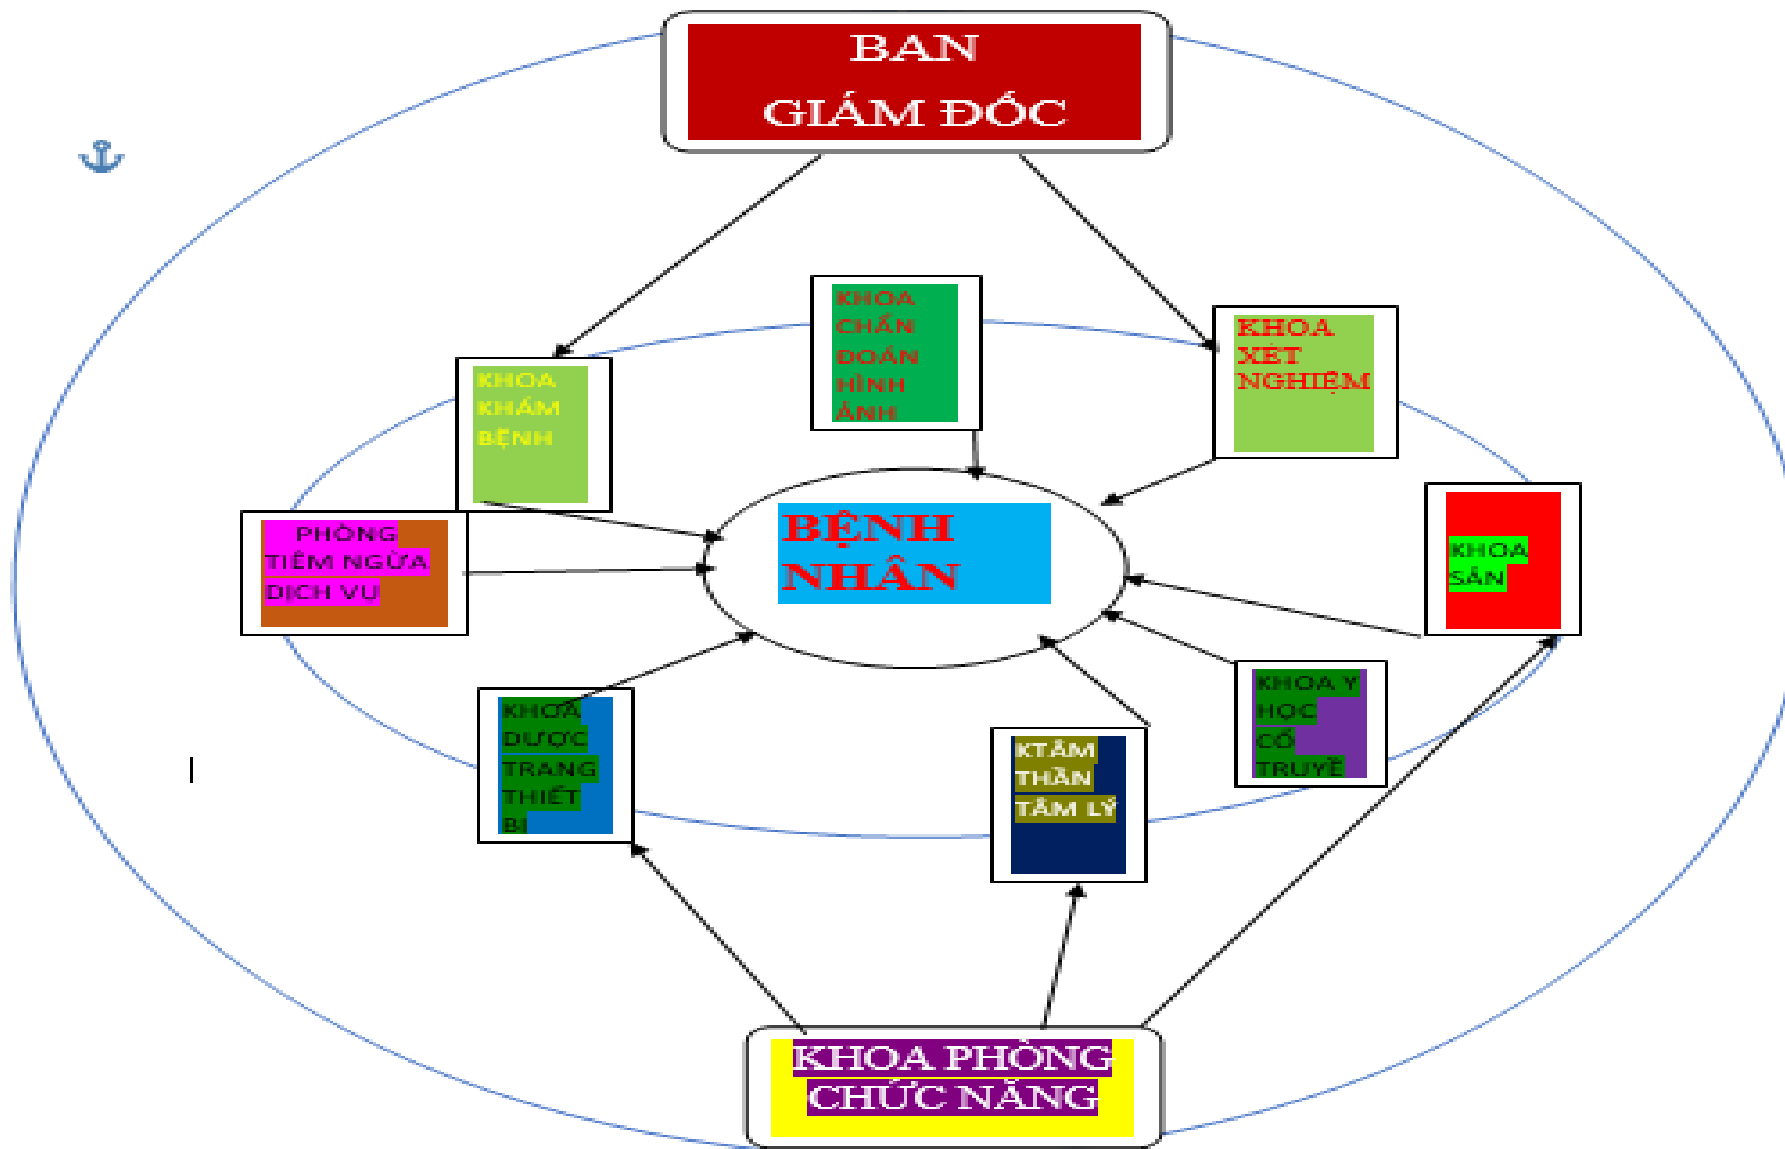 BAN
GIÁM ĐỐC
KHOA
CHẨN
ĐOÁN
HÌNH
ẢNH
KHOA
XÉT
NGHIỆM
KHOA
KHÁM
BỆNH
BỆNH
NHÂN
KHOA
SẢN
PHÒNG
TIÊM NGỪA
DỊCH VỤ
KHOA Y
HỌC
CỔ
TRUYỀ
KHOA
DƯỢC
TRANG
THIẾT
BỊ
KTÂM
THẦN
TÂM LÝ
KHOA PHÒNG
CHỨC NĂNG